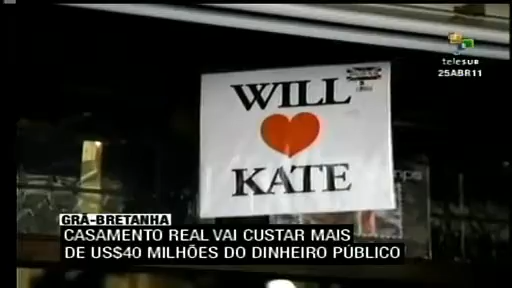 teleSUR
25ABR11
WILL
KATE
GRÃ-BRETANHA
CASAMENTO REAL VAI CUSTAR MAIS
DE US$40 MILHÕES DO DINHEIRO PÚBLICO